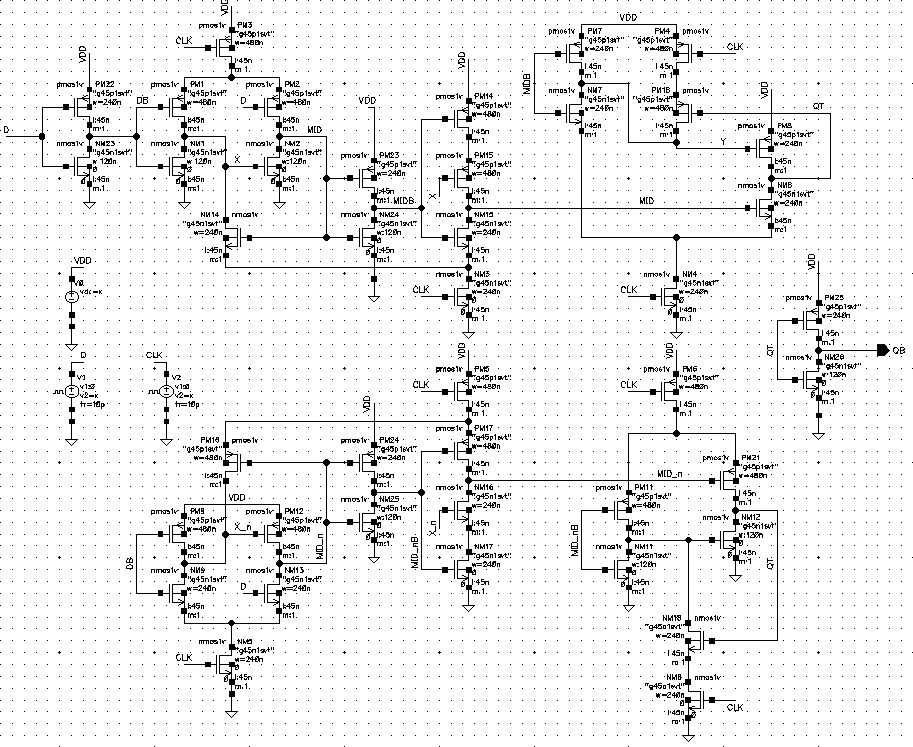 VDD
pmos1v
PM3
"g45p1svt"
w=480n
l:45n
m:1
CLK
VDD
pmos1v
PM22
"g45p1svt"
w=240n
l:45n
m:1
nmos1v
NM23
"g45n1svt"
w:120n
l:45n
m:1
D
DB
pmos1v
PM1
"g45p1svt"
w=480n
l:45n
m:1
nmos1v
NM1
"g45n1svt"
w:120n
l:45n
m:1
D
pmos1v
PM2
"g45p1svt"
w=480n
l:45n
m:1
X
nmos1v
NM2
"g45n1svt"
w:120n
l:45n
m:1
MID
VDD
pmos1v
PM23
"g45p1svt"
w=240n
m:1
MIDB
nmos1v
NM24
"g45n1svt"
w:120n
l:45n
m:1
NM14
nmos1v
"g45n1svt"
w=240n
l:45n
m:1
VDD
pmos1v
PM14
"g45p1svt"
w=480n
l:45n
m:1
pmos1v
PM15
"g45p1svt"
w=480n
l:45n
m:1
X
nmos1v
NM15
"g45n1svt"
w=240n
l:45n
m:1
nmos1v
NM3
"g45n1svt"
w=240n
l:45n
m:1
CLK
VDD
pmos1v
PM7
"g45p1svt"
w=240n
l:45n
m:1
MIDB
nmos1v
NM7
"g45n1svt"
w=240n
l:45n
m:1
PM4
pmos1v
"g45p1svt"
w=480n
l:45n
m:1
CLK
PM18
pmos1v
"g45p1svt"
w=480n
l:45n
m:1
QT
VDD
pmos1v
PM8
"g45p1svt"
w=240n
l:45n
m:1
Y
nmos1v
NM8
"g45n1svt"
w=240n
l:45n
m:1
MID
nmos1v
NM4
"g45n1svt"
w=240n
l:45n
m:1
CLK
VDD
V0
vdc=x
D
V1
v1:0
v2=x
tr=10p
CLK
V2
v1:0
v2=x
tr=10p
VDD
pmos1v
PM25
"g45p1svt"
w=240n
l:45n
m:1
QT
QB
nmos1v
NM26
"g45n1svt"
w:120n
l:45n
m:1
VDD
pmos1v
PM5
"g45p1svt"
w=480n
l:45n
m:1
CLK
pmos1v
PM17
"g45p1svt"
w=480n
l:45n
m:1
nmos1v
NM16
"g45n1svt"
w=240n
l:45n
m:1
X_n
nmos1v
NM17
"g45n1svt"
w=240n
l:45n
m:1
MID_nB
VDD
pmos1v
PM24
"g45p1svt"
w=240n
l:45n
m:1
nmos1v
NM25
"g45n1svt"
w:120n
l:45n
m:1
MID_n
PM16
pmos1v
"g45p1svt"
w=480n
l:45n
m:1
VDD
pmos1v
PM9
"g45p1svt"
w=480n
l:45n
m:1
DB
nmos1v
NM9
"g45n1svt"
w=240n
l:45n
m:1
pmos1v
PM12
"g45p1svt"
w=480n
l:45n
m:1
X_n
nmos1v
NM13
"g45n1svt"
w=240n
l:45n
m:1
D
nmos1v
NM5
"g45n1svt"
w=240n
l:45n
m:1
CLK
VDD
pmos1v
PM6
"g45p1svt"
w=480n
l:45n
m:1
CLK
MID_n
pmos1v
PM21
"g45p1svt"
w=480n
l:45n
m:1
nmos1v
NM12
"g45n1svt"
w=240n
l:45n
m:1
QT
pmos1v
PM11
"g45p1svt"
w=480n
l:45n
m:1
MID_nB
nmos1v
NM11
"g45n1svt"
w:120n
l:45n
m:1
NM18
nmos1v
"g45n1svt"
w=240n
l:45n
m:1
NM6
nmos1v
"g45n1svt"
w=240n
l:45n
m:1
CLK